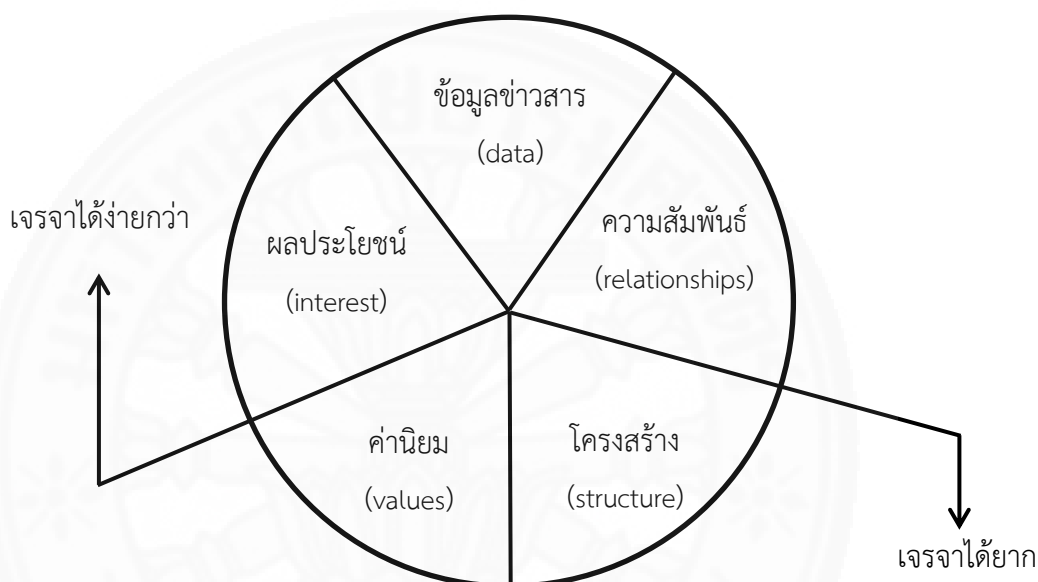 ข้อมูลข่าวสาร
(data)
เจรจาได้ง่ายกว่า
ผลประโยชน์
(interest)
ความสัมพันธ์
(relationships)
ค่านิยม
(values)
โครงสร้าง
(structure)
เจรจาได้ยาก